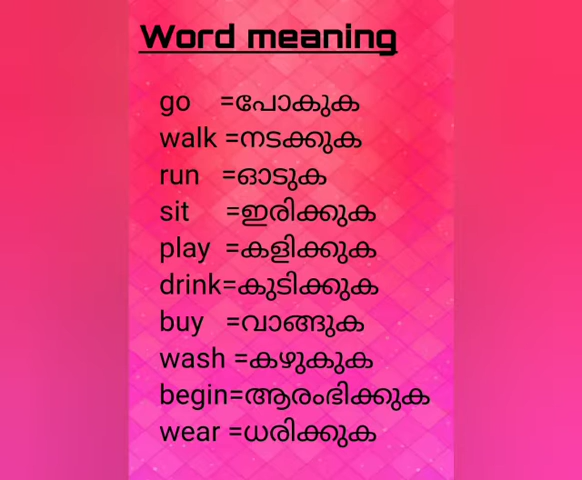 Word meaning
go =പോകുക
walk =നടക്കുക
run =ഓടുക
sit =ഇരിക്കുക
play =കളിക്കുക
drink=കുടിക്കുക
buy =വാങ്ങുക
wash =കഴുകുക
begin=ആരംഭിക്കുക
wear =ധരിക്കുക